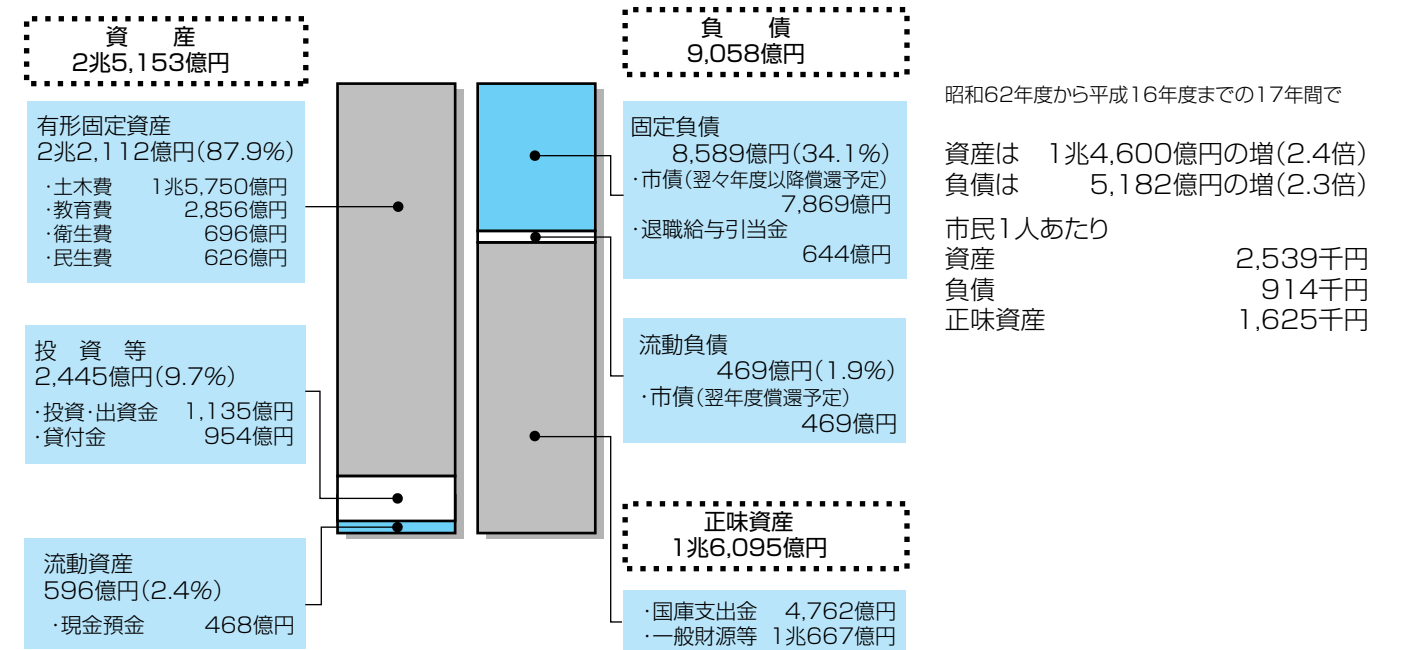 資　産
2兆5,153億円
有形固定資産
2兆2,112億円(87.9%)
・土木費　1兆5,750億円
・教育費　2,856億円
・衛生費　696億円
・民生費　626億円
投　資　等
2,445億円(9.7%)
・投資・出資金　1,135億円
・貸付金　954億円
流動資産
596億円(2.4%)
・現金預金　468億円
負　債
9,058億円
固定負債
8,589億円(34.1%)
・市債(翌々年度以降償還予定)
7,869億円
・退職給与引当金
644億円
流動負債
469億円(1.9%)
・市債(翌年度償還予定)
469億円
正味資産
1兆6,095億円
・国庫支出金　4,762億円
・一般財源等　1兆667億円
昭和62年度から平成16年度までの17年間で
資産は　1兆4,600億円の増(2.4倍)
負債は　5,182億円の増(2.3倍)
市民1人あたり
資産　2,539千円
負債　914千円
正味資産　1,625千円